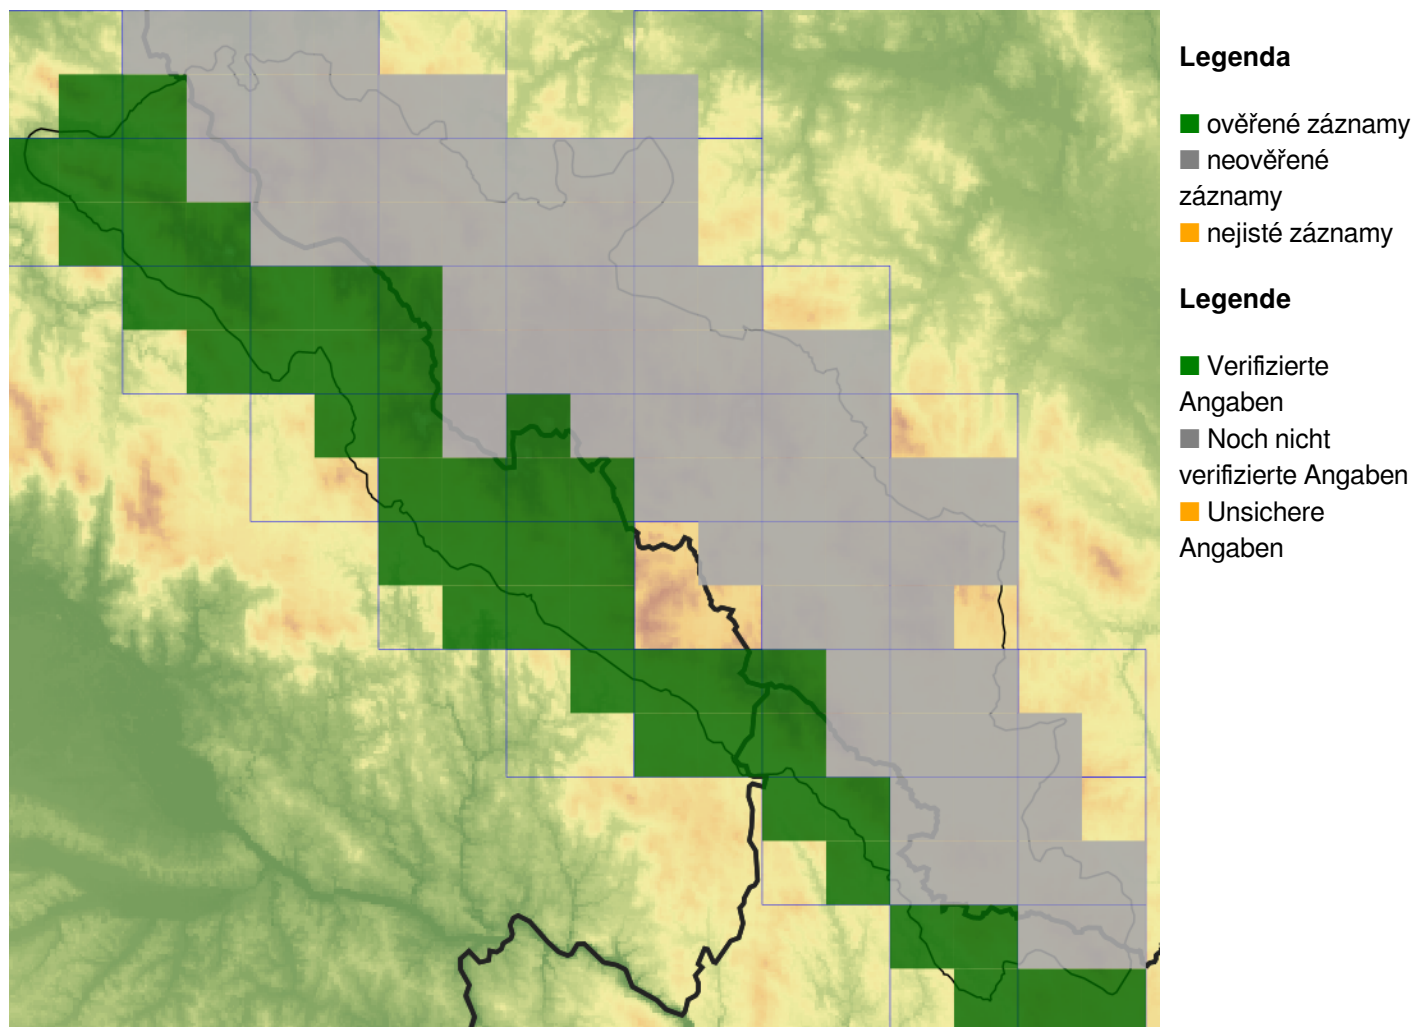 Legenda
ověřené záznamy
neověřené
záznamy
nejisté záznamy
Legende
Verifizierte
Angaben
Noch nicht
verifizierte Angaben
Unsichere
Angaben